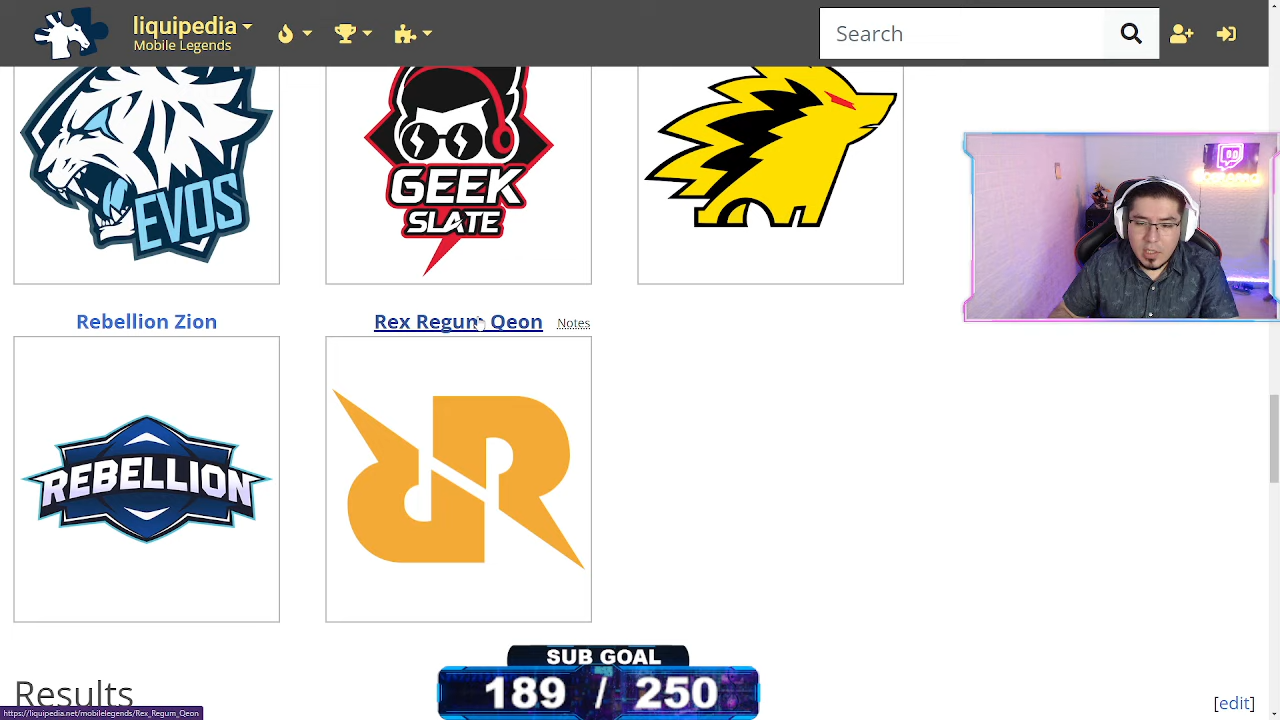 liquipedia
Mobile Legends
Search
EVOS
GEEK
SLATE
Rebellion Zion
Rex Regum Qeon
Notes
REBELLION
SUB GOAL
189 / 250
Results
[edit]
https://liquipedia.net/mobilelegends/Rex_Regum_Qeon